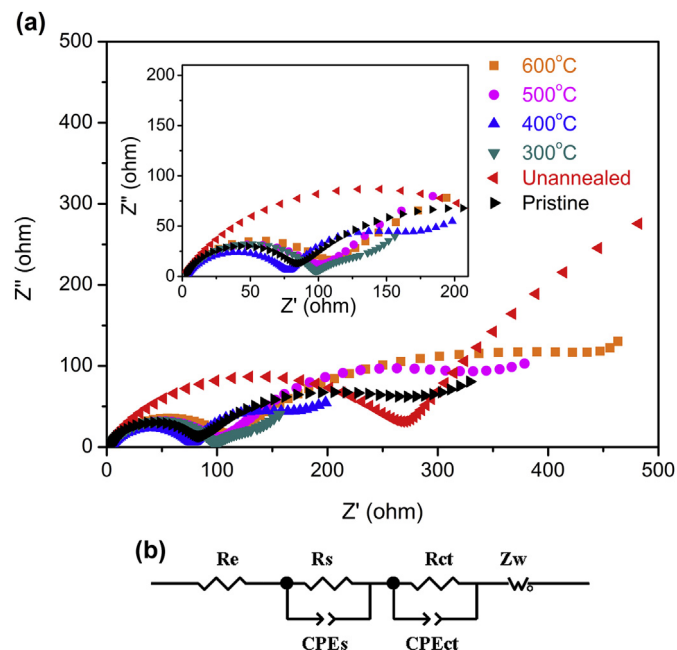 (a)
500
400
300
200
100
0
Z" (ohm)
0 100 200 300 400 500
Z' (ohm)
200
150
100
50
0
Z" (ohm)
0 50 100 150 200
Z' (ohm)
600°C
500°C
400°C
300°C
Unannealed
Pristine
(b)
Re Rs Rct Zw
CPEs CPEct